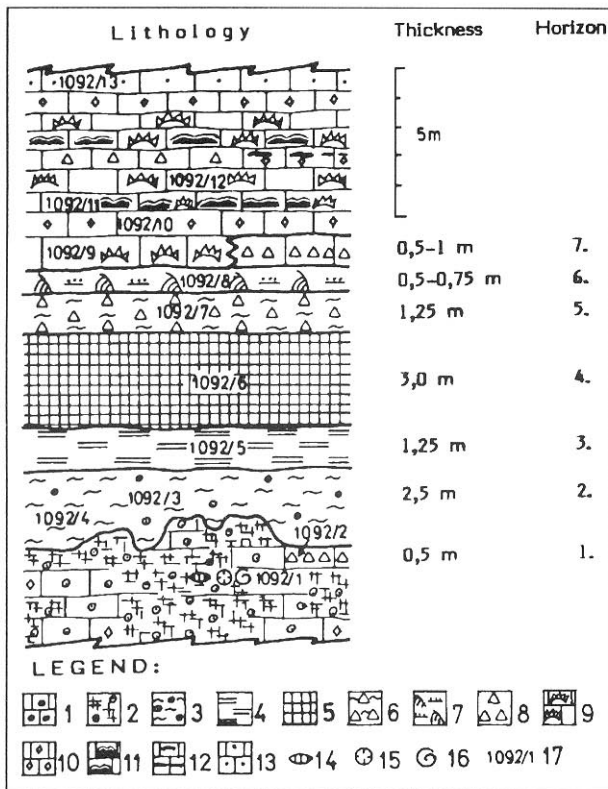 Lithology Thickness Horizon
1092/13
5m
1092/12
1092/11
1092/10
1092/9 0,5-1 m 7.
1092/8 0,5-0,75 m 6.
1092/7 1,25 m 5.
1092/6 3,0 m 4.
1092/5 1,25 m 3.
1092/3 2,5 m 2.
1092/4
1092/2
0,5 m 1.
1092/1
LEGEND:
1 2 3 4 5 6 7 8 9
10 11 12 13 14 15 16 1092/1 17